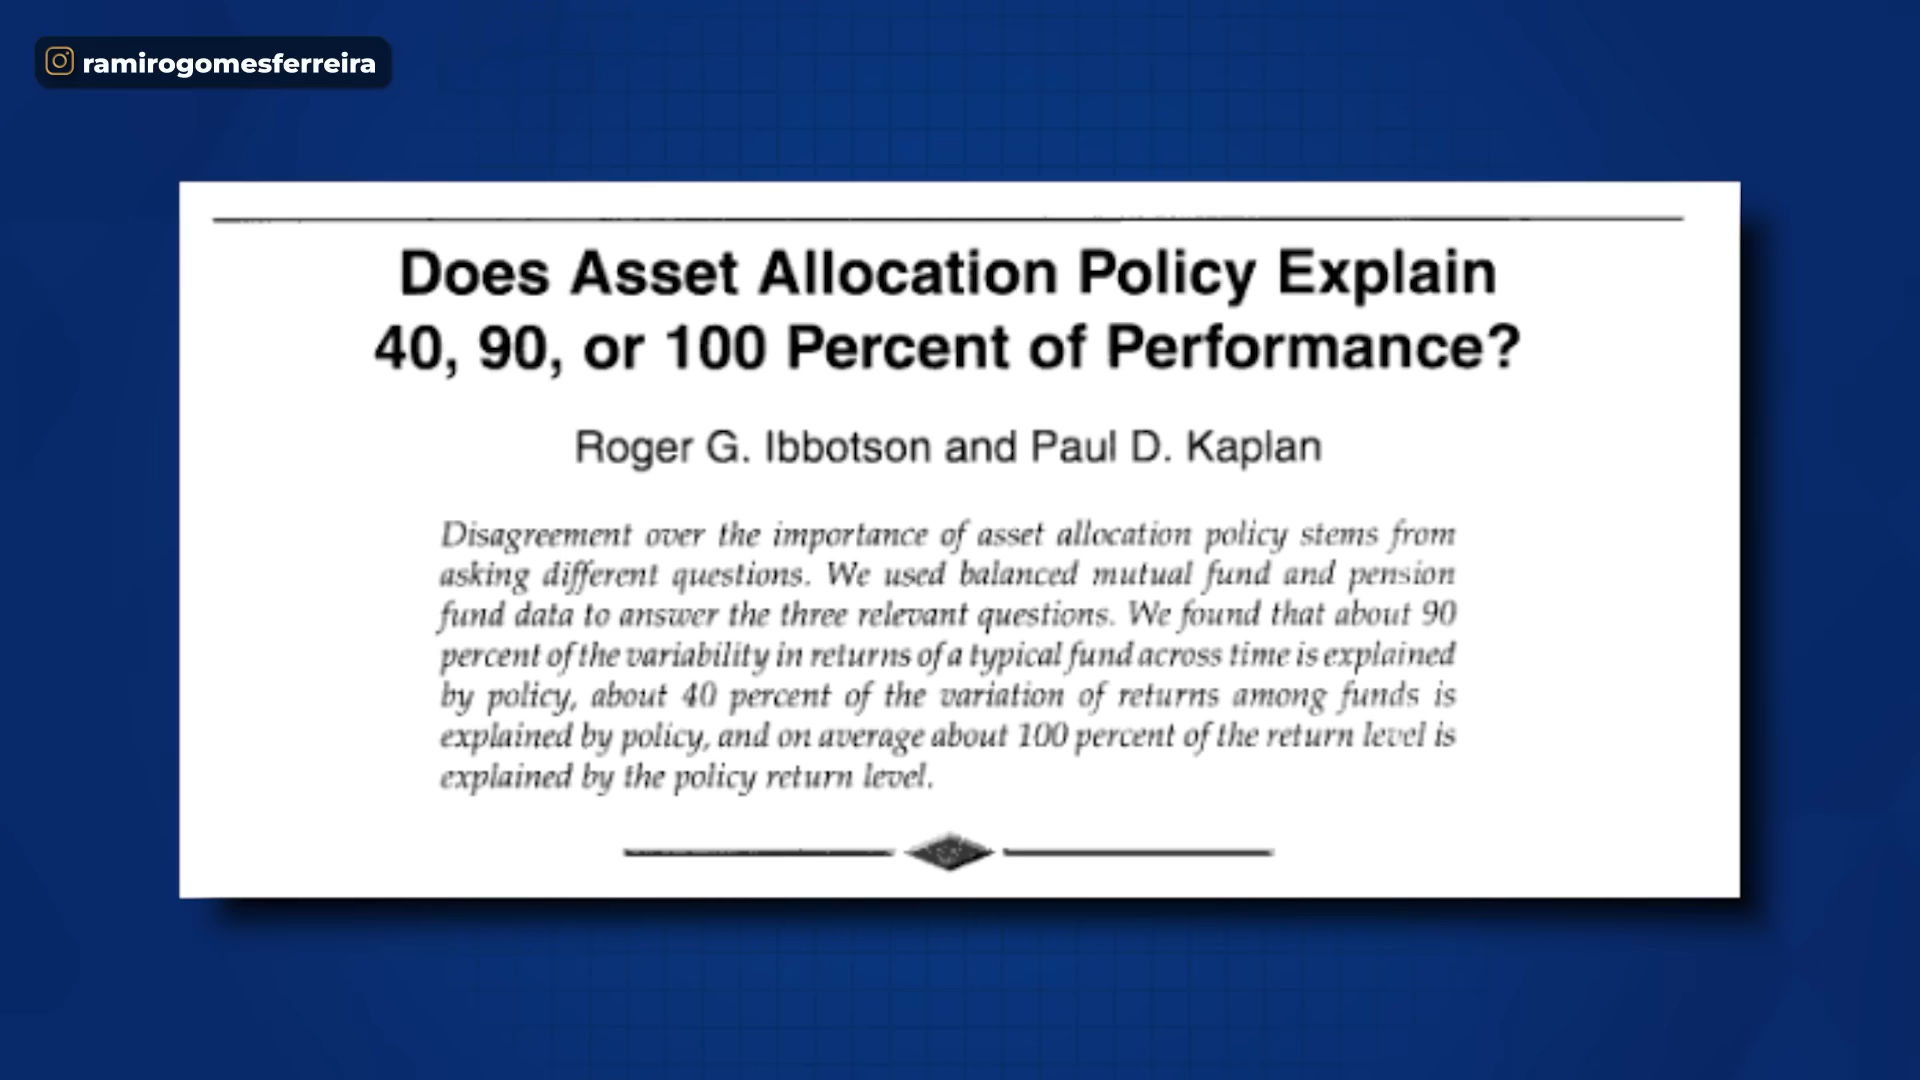 ramirogomesferreira
Does Asset Allocation Policy Explain
40, 90, or 100 Percent of Performance?
Roger G. Ibbotson and Paul D. Kaplan
Disagreement over the importance of asset allocation policy stems from
asking different questions. We used balanced mutual fund and pension
fund data to answer the three relevant questions. We found that about 90
percent of the variability in returns of a typical fund across time is explained
by policy, about 40 percent of the variation of returns among funds is
explained by policy, and on average about 100 percent of the return level is
explained by the policy return level.